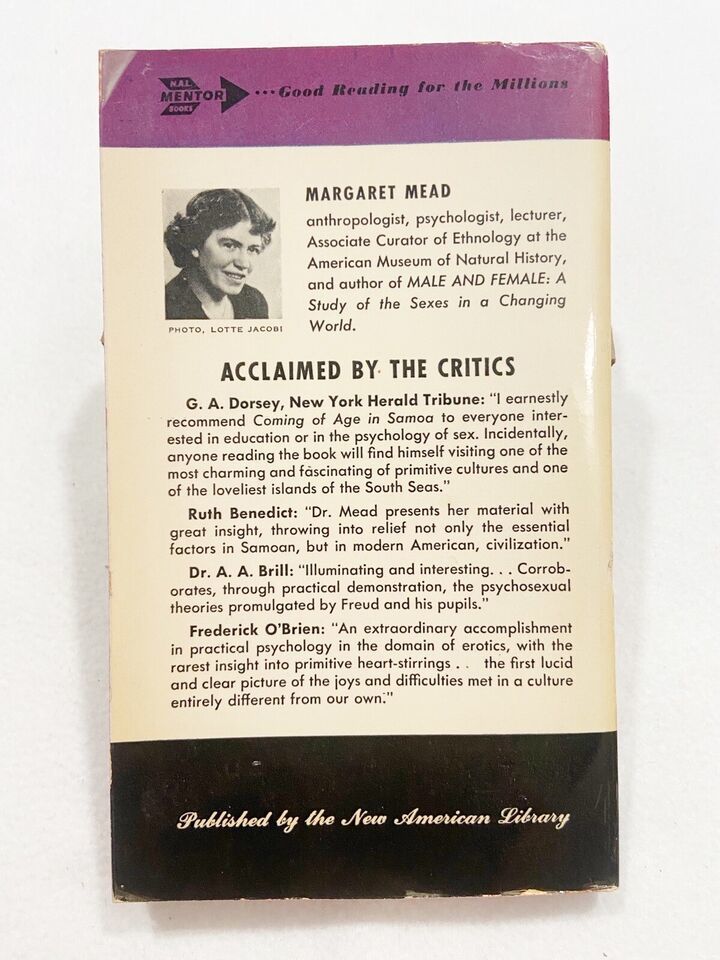 N.A.L.
MENTOR
BOOKS
...Good Reading for the Millions
MARGARET MEAD
anthropologist, psychologist, lecturer,
Associate Curator of Ethnology at the
American Museum of Natural History,
and author of MALE AND FEMALE: A
Study of the Sexes in a Changing
World.
PHOTO, LOTTE JACOBI
ACCLAIMED BY THE CRITICS
G. A. Dorsey, New York Herald Tribune: "I earnestly
recommend Coming of Age in Samoa to everyone inter-
ested in education or in the psychology of sex. Incidentally,
anyone reading the book will find himself visiting one of the
most charming and fascinating of primitive cultures and one
of the loveliest islands of the South Seas."
Ruth Benedict: "Dr. Mead presents her material with
great insight, throwing into relief not only the essential
factors in Samoan, but in modern American, civilization."
Dr. A. A. Brill: "Illuminating and interesting. . . Corrob-
orates, through practical demonstration, the psychosexual
theories promulgated by Freud and his pupils."
Frederick O'Brien: "An extraordinary accomplishment
in practical psychology in the domain of erotics, with the
rarest insight into primitive heart-stirrings . . the first lucid
and clear picture of the joys and difficulties met in a culture
entirely different from our own."
Published by the New American Library